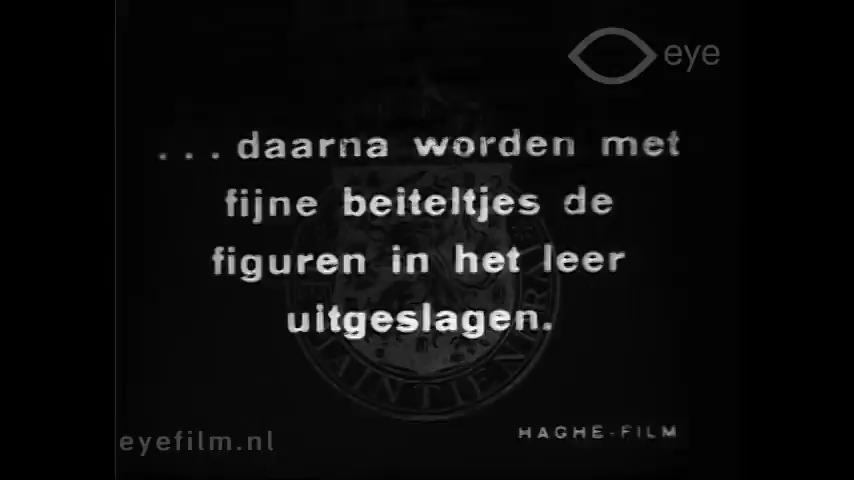 eye
...daarna worden met
fijne beiteltjes de
figuren in het leer
uitgeslagen.
HAGHE-FILM
eyefilm.nl